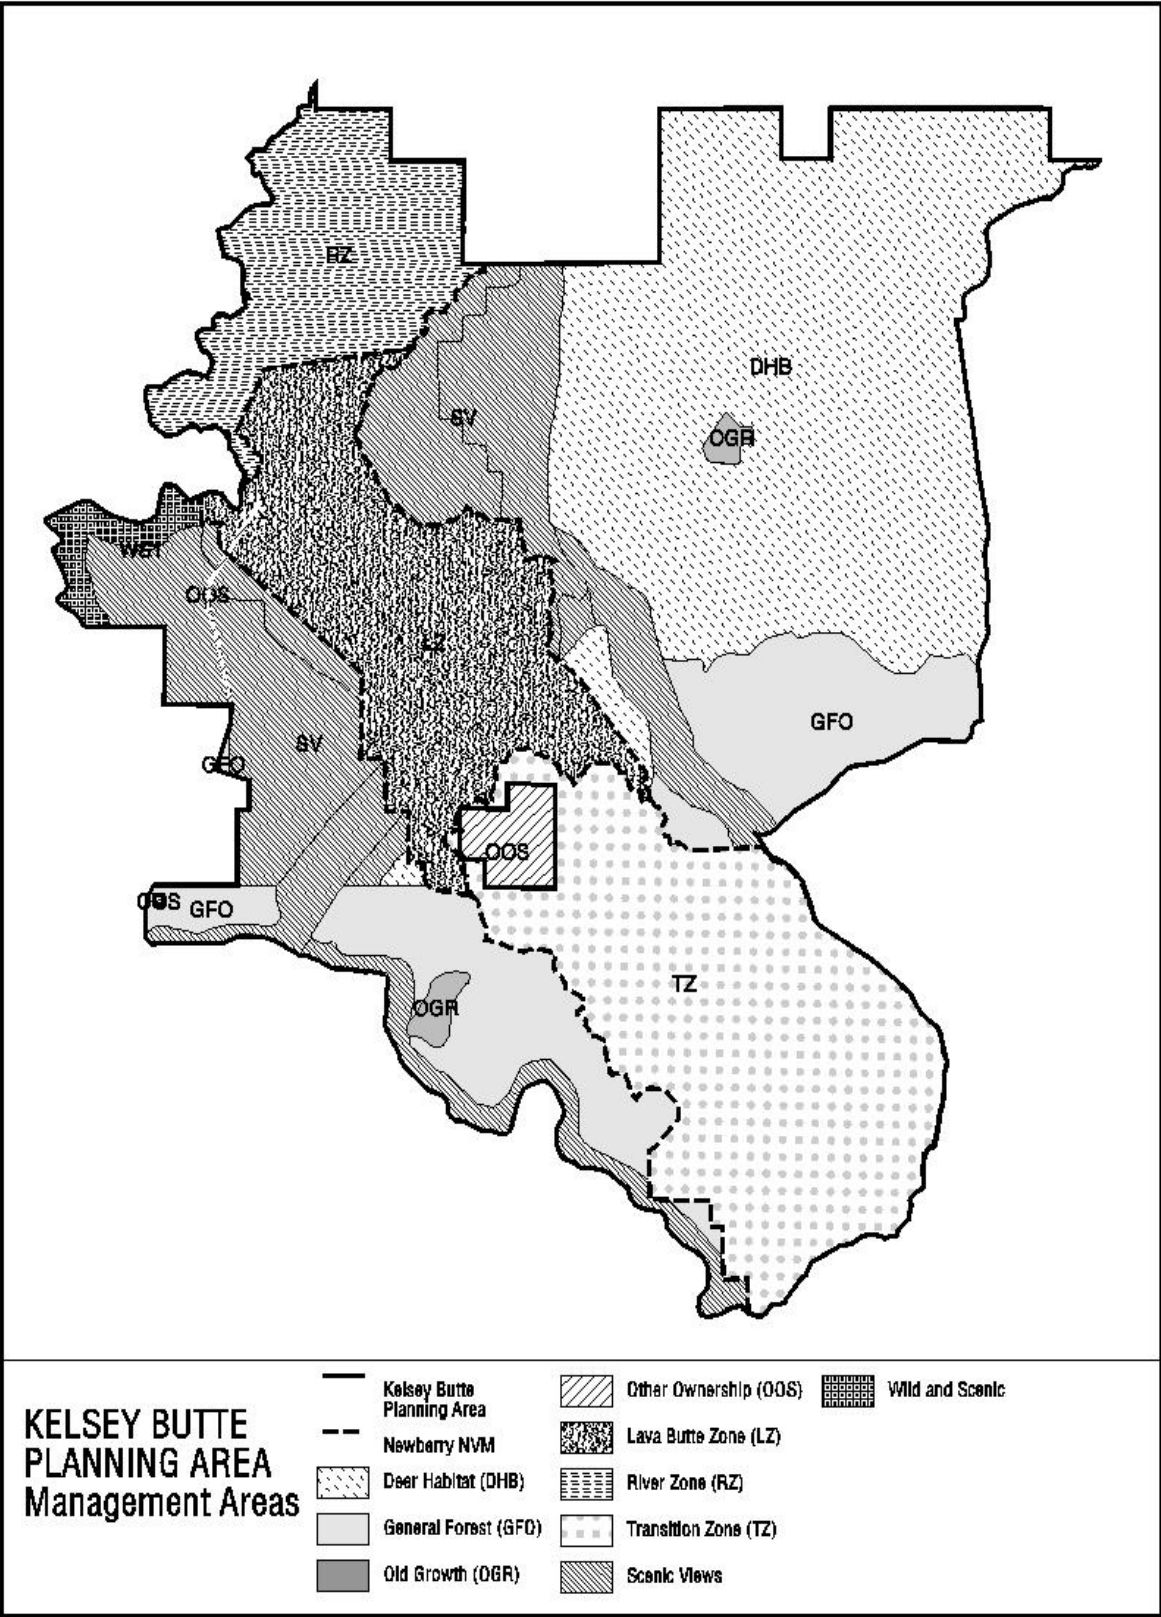 RZ
DHB
SV
OGR
OOS
LZ
GFO
SV
GFO
OOS
GFO
TZ
OGR
KELSEY BUTTE
PLANNING AREA
Management Areas
Kelsey Butte
Planning Area
Newberry NVM
Deer Habitat (DHB)
General Forest (GFO)
Old Growth (OGR)
Other Ownership (OOS)
Lava Butte Zone (LZ)
River Zone (RZ)
Transition Zone (TZ)
Scenic Views
Wild and Scenic